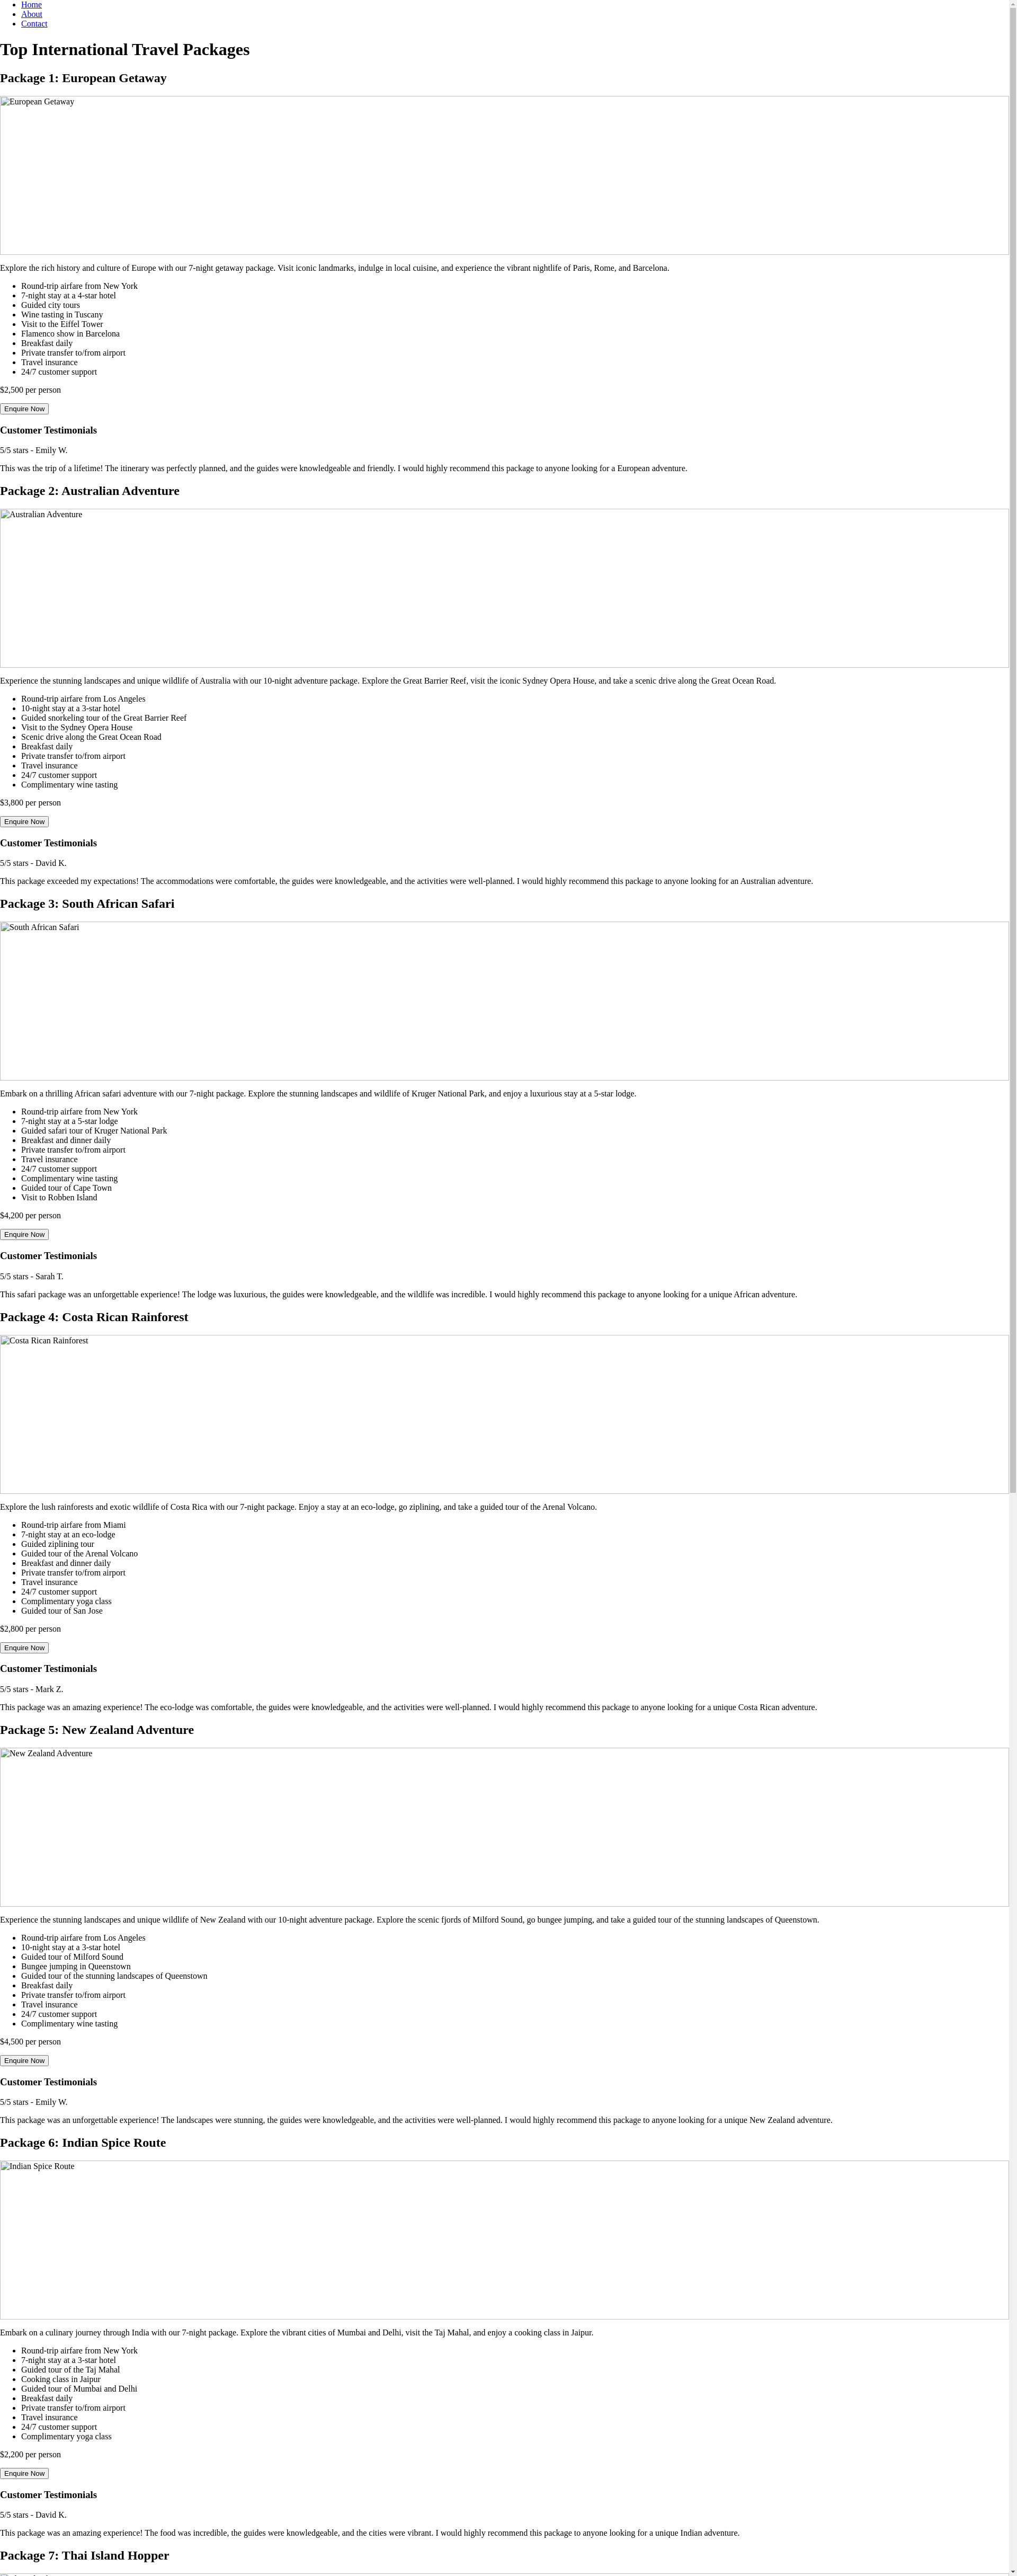 Home
About
Contact
Top International Travel Packages
Package 1: European Getaway
European Getaway
Explore the rich history and culture of Europe with our 7-night getaway package. Visit iconic landmarks, indulge in local cuisine, and experience the vibrant nightlife of Paris, Rome, and Barcelona.
Round-trip airfare from New York
7-night stay at a 4-star hotel
Guided city tours
Wine tasting in Tuscany
Visit to the Eiffel Tower
Flamenco show in Barcelona
Breakfast daily
Private transfer to/from airport
Travel insurance
24/7 customer support
$2,500 per person
Enquire Now
Customer Testimonials
5/5 stars - Emily W.
This was the trip of a lifetime! The itinerary was perfectly planned, and the guides were knowledgeable and friendly. I would highly recommend this package to anyone looking for a European adventure.
Package 2: Australian Adventure
Australian Adventure
Experience the stunning landscapes and unique wildlife of Australia with our 10-night adventure package. Explore the Great Barrier Reef, visit the iconic Sydney Opera House, and take a scenic drive along the Great Ocean Road.
Round-trip airfare from Los Angeles
10-night stay at a 3-star hotel
Guided snorkeling tour of the Great Barrier Reef
Visit to the Sydney Opera House
Scenic drive along the Great Ocean Road
Breakfast daily
Private transfer to/from airport
Travel insurance
24/7 customer support
Complimentary wine tasting
$3,800 per person
Enquire Now
Customer Testimonials
5/5 stars - David K.
This package exceeded my expectations! The accommodations were comfortable, the guides were knowledgeable, and the activities were well-planned. I would highly recommend this package to anyone looking for an Australian adventure.
Package 3: South African Safari
South African Safari
Embark on a thrilling African safari adventure with our 7-night package. Explore the stunning landscapes and wildlife of Kruger National Park, and enjoy a luxurious stay at a 5-star lodge.
Round-trip airfare from New York
7-night stay at a 5-star lodge
Guided safari tour of Kruger National Park
Breakfast and dinner daily
Private transfer to/from airport
Travel insurance
24/7 customer support
Complimentary wine tasting
Guided tour of Cape Town
Visit to Robben Island
$4,200 per person
Enquire Now
Customer Testimonials
5/5 stars - Sarah T.
This safari package was an unforgettable experience! The lodge was luxurious, the guides were knowledgeable, and the wildlife was incredible. I would highly recommend this package to anyone looking for a unique African adventure.
Package 4: Costa Rican Rainforest
Costa Rican Rainforest
Explore the lush rainforests and exotic wildlife of Costa Rica with our 7-night package. Enjoy a stay at an eco-lodge, go ziplining, and take a guided tour of the Arenal Volcano.
Round-trip airfare from Miami
7-night stay at an eco-lodge
Guided ziplining tour
Guided tour of the Arenal Volcano
Breakfast and dinner daily
Private transfer to/from airport
Travel insurance
24/7 customer support
Complimentary yoga class
Guided tour of San Jose
$2,800 per person
Enquire Now
Customer Testimonials
5/5 stars - Mark Z.
This package was an amazing experience! The eco-lodge was comfortable, the guides were knowledgeable, and the activities were well-planned. I would highly recommend this package to anyone looking for a unique Costa Rican adventure.
Package 5: New Zealand Adventure
New Zealand Adventure
Experience the stunning landscapes and unique wildlife of New Zealand with our 10-night adventure package. Explore the scenic fjords of Milford Sound, go bungee jumping, and take a guided tour of the stunning landscapes of Queenstown.
Round-trip airfare from Los Angeles
10-night stay at a 3-star hotel
Guided tour of Milford Sound
Bungee jumping in Queenstown
Guided tour of the stunning landscapes of Queenstown
Breakfast daily
Private transfer to/from airport
Travel insurance
24/7 customer support
Complimentary wine tasting
$4,500 per person
Enquire Now
Customer Testimonials
5/5 stars - Emily W.
This package was an unforgettable experience! The landscapes were stunning, the guides were knowledgeable, and the activities were well-planned. I would highly recommend this package to anyone looking for a unique New Zealand adventure.
Package 6: Indian Spice Route
Indian Spice Route
Embark on a culinary journey through India with our 7-night package. Explore the vibrant cities of Mumbai and Delhi, visit the Taj Mahal, and enjoy a cooking class in Jaipur.
Round-trip airfare from New York
7-night stay at a 3-star hotel
Guided tour of the Taj Mahal
Cooking class in Jaipur
Guided tour of Mumbai and Delhi
Breakfast daily
Private transfer to/from airport
Travel insurance
24/7 customer support
Complimentary yoga class
$2,200 per person
Enquire Now
Customer Testimonials
5/5 stars - David K.
This package was an amazing experience! The food was incredible, the guides were knowledgeable, and the cities were vibrant. I would highly recommend this package to anyone looking for a unique Indian adventure.
Package 7: Thai Island Hopper